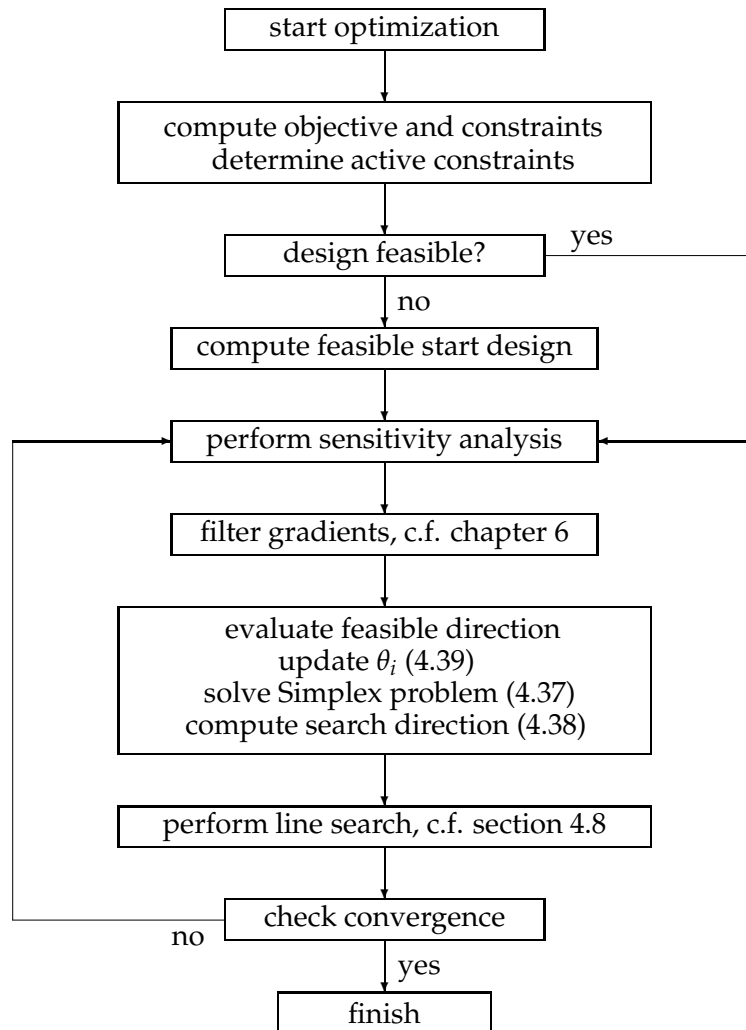 start optimization
compute objective and constraints
determine active constraints
design feasible?
yes
no
compute feasible start design
perform sensitivity analysis
filter gradients, c.f. chapter 6
evaluate feasible direction
update θᵢ (4.39)
solve Simplex problem (4.37)
compute search direction (4.38)
perform line search, c.f. section 4.8
check convergence
no
yes
finish